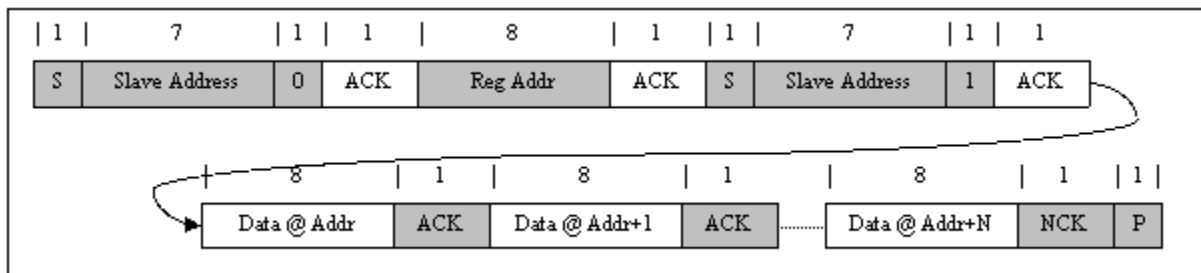 | 1 | 7 | 1 | 1 | 8 | 1 | 1 | 7 | 1 | 1
S Slave Address 0 ACK Reg Addr ACK S Slave Address 1 ACK
| 8 | 1 | 8 | 1 | 8 | 1 | 1 |
Data @ Addr ACK Data @ Addr+1 ACK ........... Data @ Addr+N NCK P